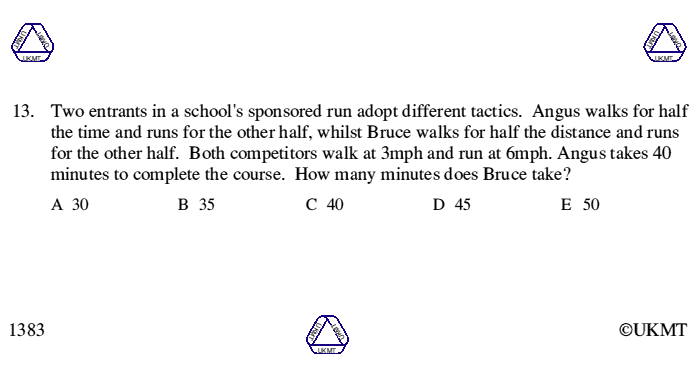 UKMT UKMT UKMT
UKMT UKMT UKMT
13. Two entrants in a school's sponsored run adopt different tactics. Angus walks for half
the time and runs for the other half, whilst Bruce walks for half the distance and runs
for the other half. Both competitors walk at 3mph and run at 6mph. Angus takes 40
minutes to complete the course. How many minutes does Bruce take?
A 30 B 35 C 40 D 45 E 50
1383
UKMT UKMT UKMT
©UKMT